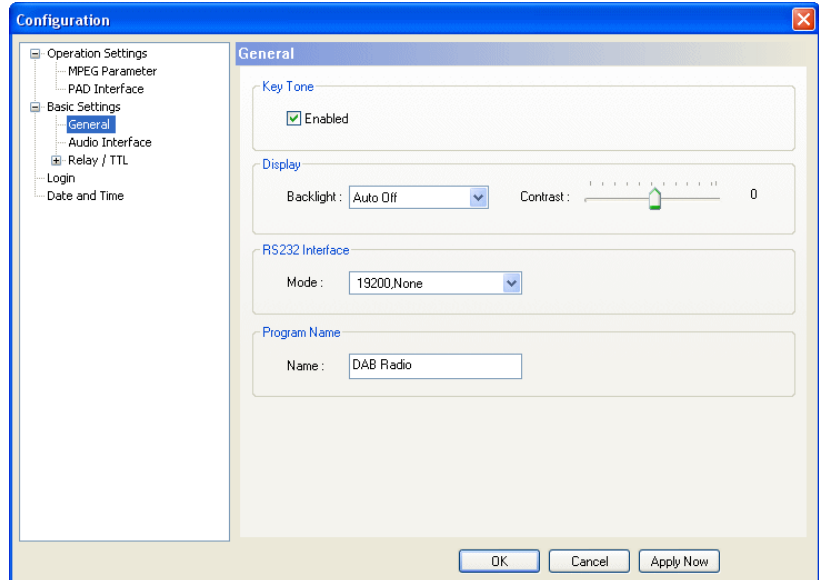 Configuration
Operation Settings
MPEG Parameter
PAD Interface
Basic Settings
General
Audio Interface
Relay / TTL
Login
Date and Time
General
Key Tone
Enabled
Display
Backlight : Auto Off Contrast : 0
RS232 Interface
Mode : 19200,None
Program Name
Name : DAB Radio
OK Cancel Apply Now